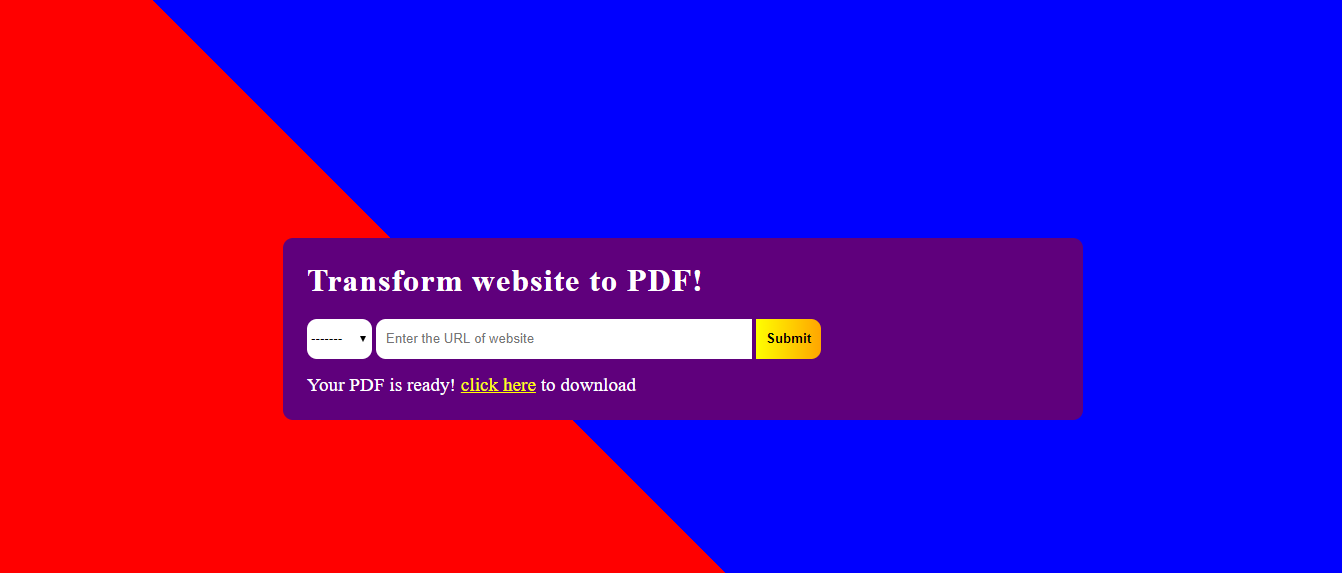 Transform website to PDF!
------- Enter the URL of website Submit
Your PDF is ready! click here to download